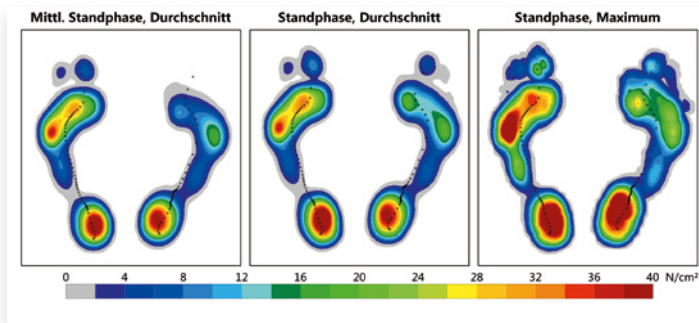 Mittl. Standphase, Durchschnitt
Standphase, Durchschnitt
Standphase, Maximum
0 4 8 12 16 20 24 28 32 36 40 N/cm²